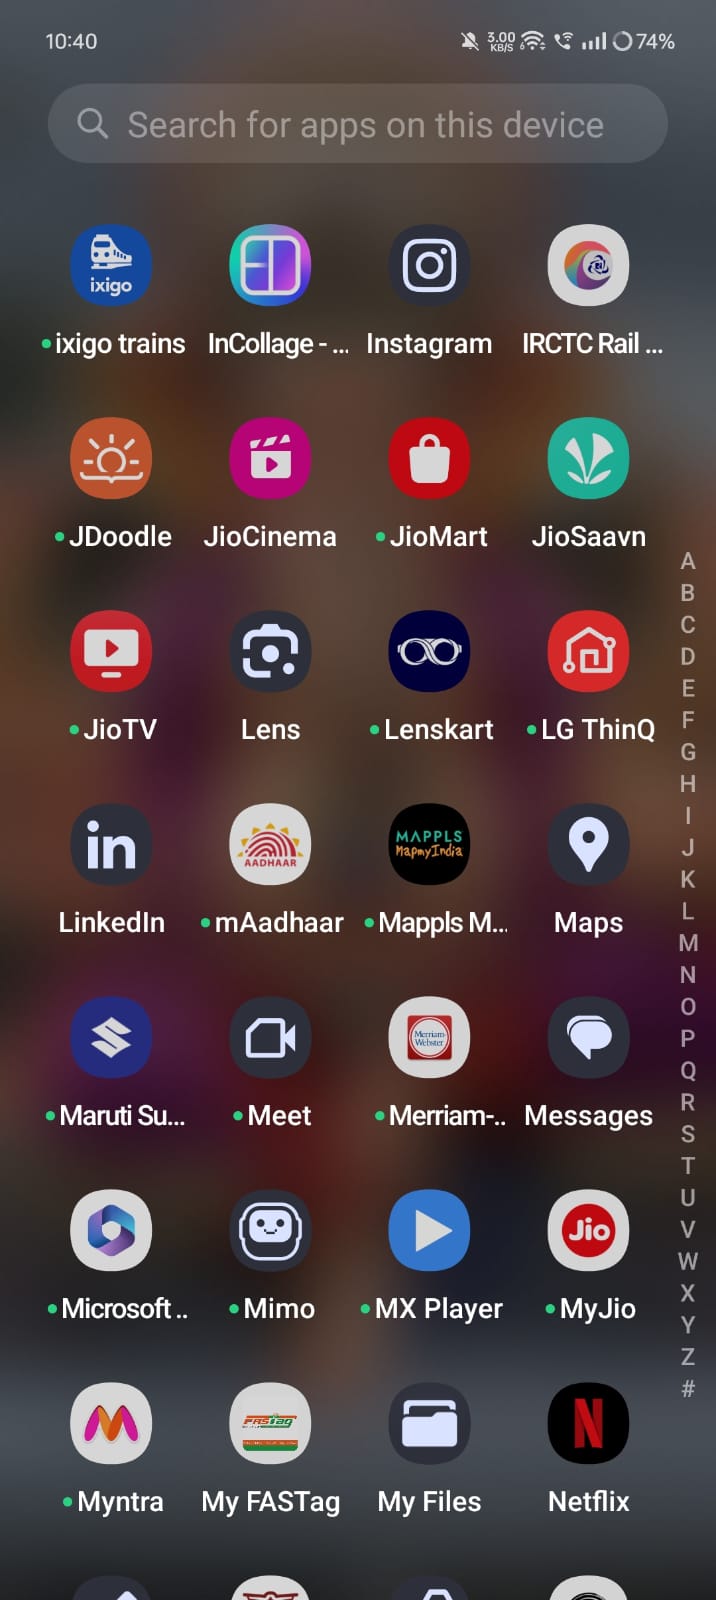 10:40
3.00
KB/S
6
74%
Search for apps on this device
ixigo
ixigo trains
InCollage - ...
Instagram
IRCTC Rail ...
JDoodle
JioCinema
JioMart
JioSaavn
JioTV
Lens
Lenskart
LG ThinQ
in
AADHAAR
MAPPLS
MapmyIndia
LinkedIn
mAadhaar
Mappls M...
Maps
Merriam-
Webster
Maruti Su...
Meet
Merriam-..
Messages
Jio
Microsoft ..
Mimo
MX Player
MyJio
FASTag
N
Myntra
My FASTag
My Files
Netflix
A
B
C
D
E
F
G
H
I
J
K
L
M
N
O
P
Q
R
S
T
U
V
W
X
Y
Z
#